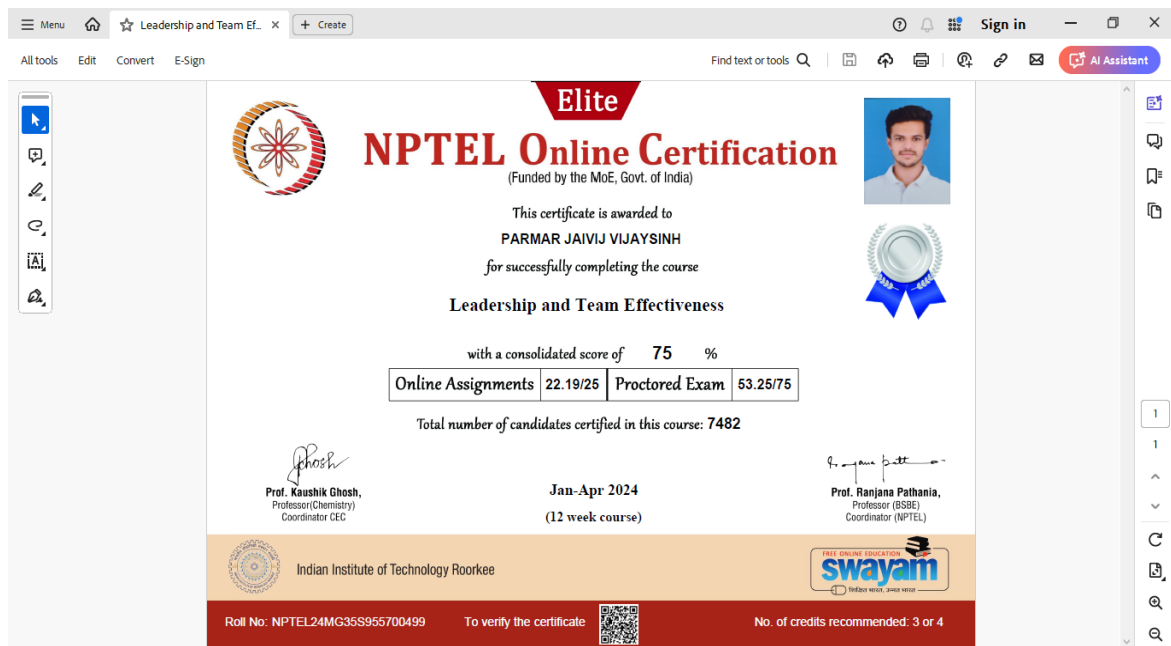 Menu
Leadership and Team Ef...
+ Create
Sign in
All tools Edit Convert E-Sign
Find text or tools
AI Assistant
Elite
NPTEL Online Certification
(Funded by the MoE, Govt. of India)
This certificate is awarded to
PARMAR JAIVIJ VIJAYSINH
for successfully completing the course
Leadership and Team Effectiveness
with a consolidated score of 75 %
Online Assignments 22.19/25 Proctored Exam 53.25/75
Total number of candidates certified in this course: 7482
Prof. Kaushik Ghosh,
Professor(Chemistry)
Coordinator CEC
Jan-Apr 2024
(12 week course)
Prof. Ranjana Pathania,
Professor (BSBE)
Coordinator (NPTEL)
1
1
Indian Institute of Technology Roorkee
FREE ONLINE EDUCATION
swayam
शिक्षित भारत, उन्नत भारत
Roll No: NPTEL24MG35S955700499
To verify the certificate
No. of credits recommended: 3 or 4